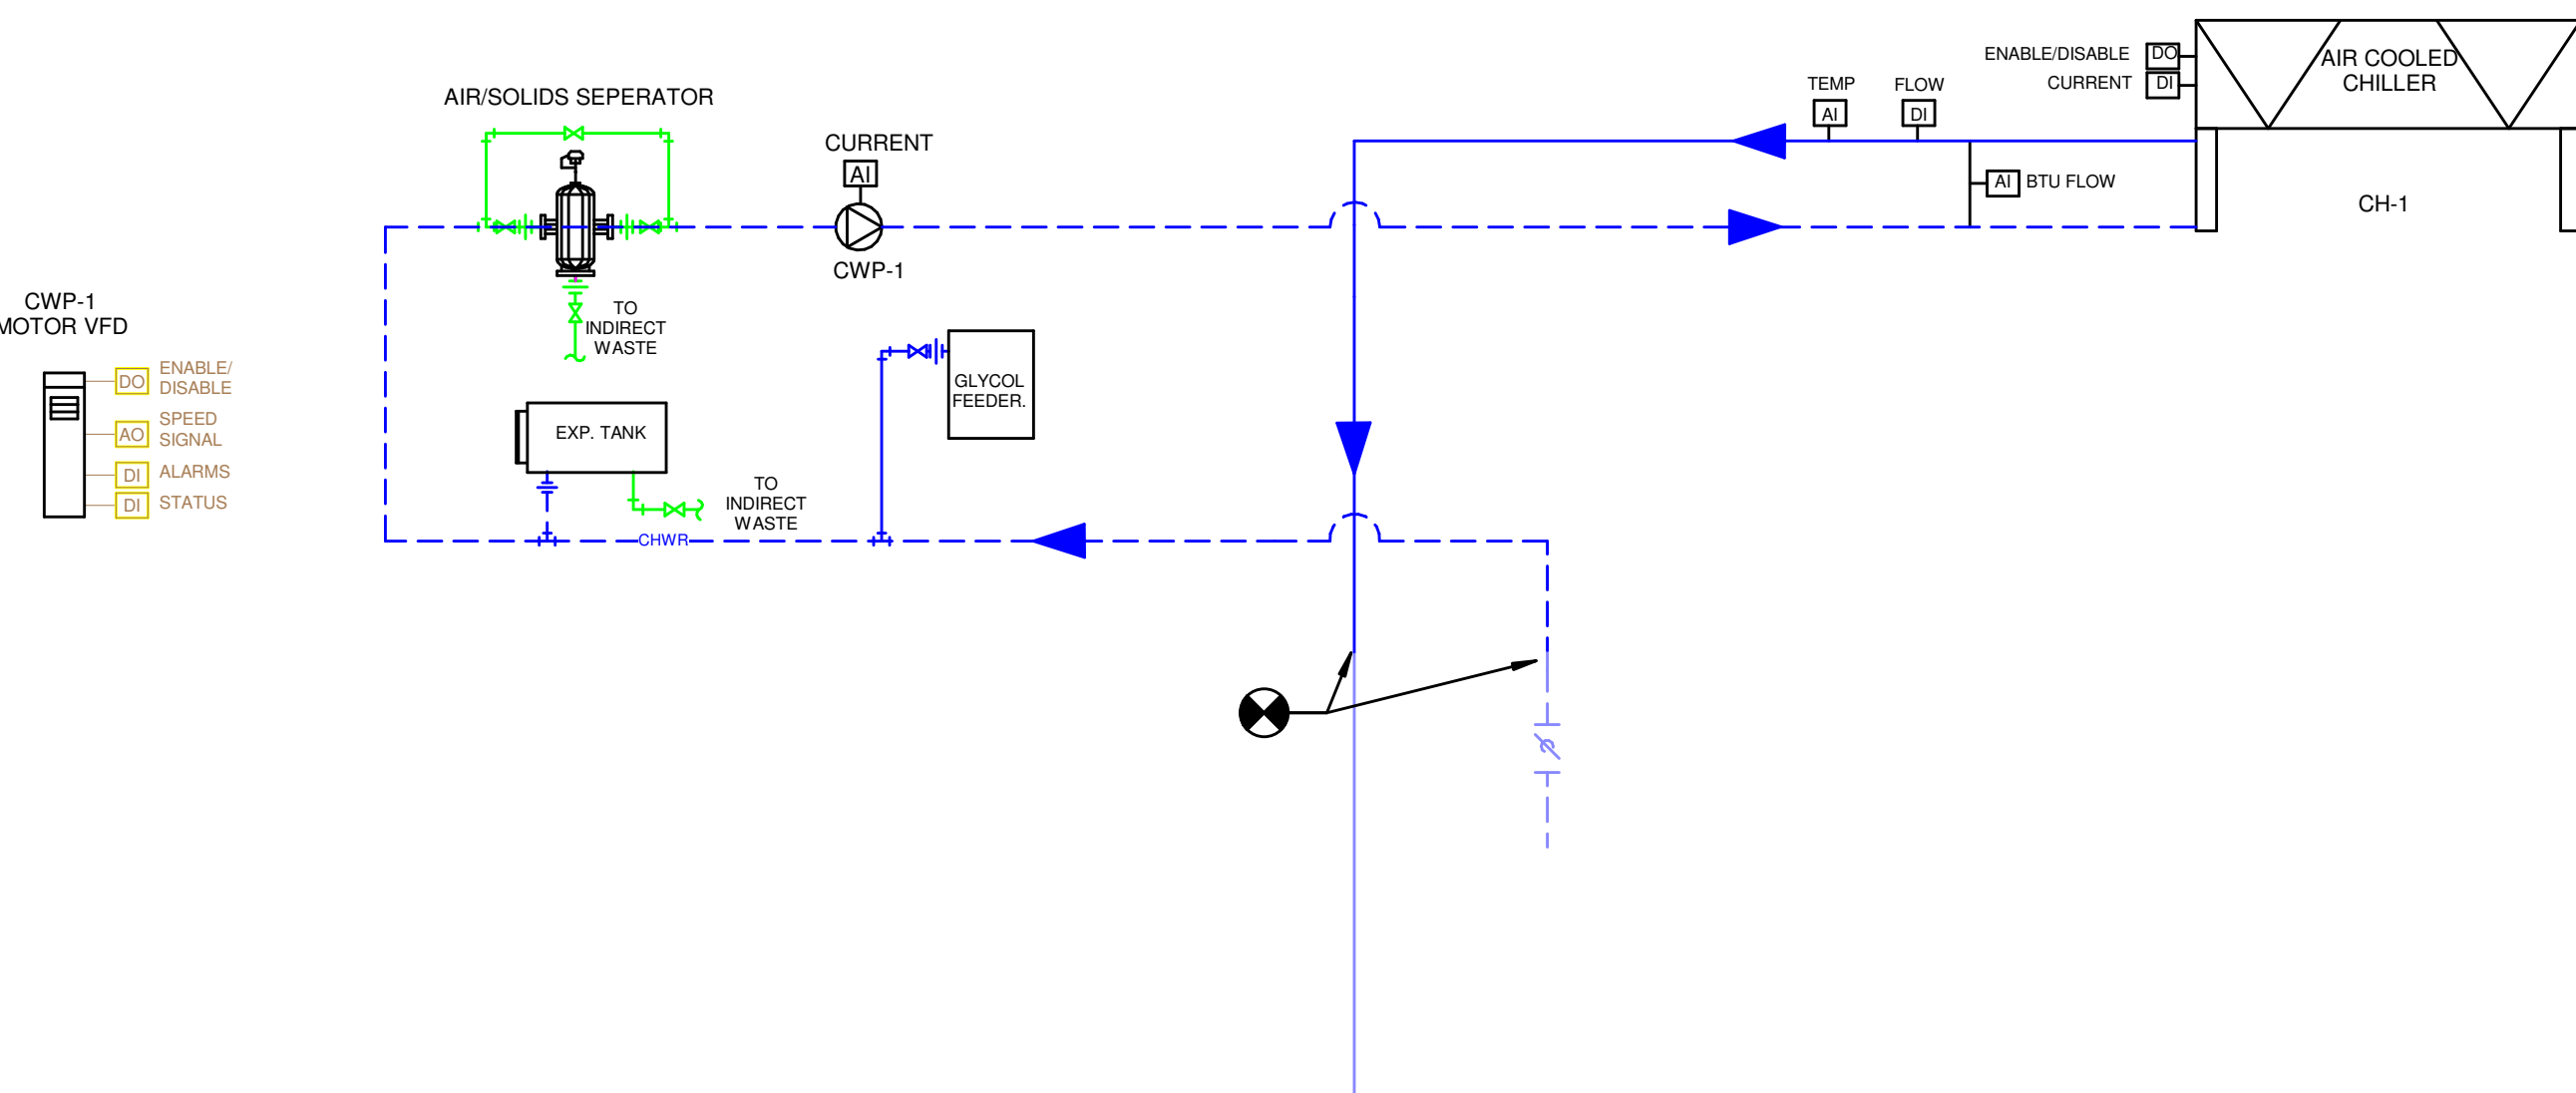 ENABLE/DISABLE
DO
AIR COOLED
CHILLER
CURRENT
DI
TEMP
AI
FLOW
DI
AI
BTU FLOW
CH-1
AIR/SOLIDS SEPERATOR
CURRENT
AI
CWP-1
TO
INDIRECT
WASTE
CWP-1
MOTOR VFD
DO
ENABLE/
DISABLE
AO
SPEED
SIGNAL
DI
ALARMS
DI
STATUS
GLYCOL
FEEDER.
EXP. TANK
TO
INDIRECT
WASTE
CHWR